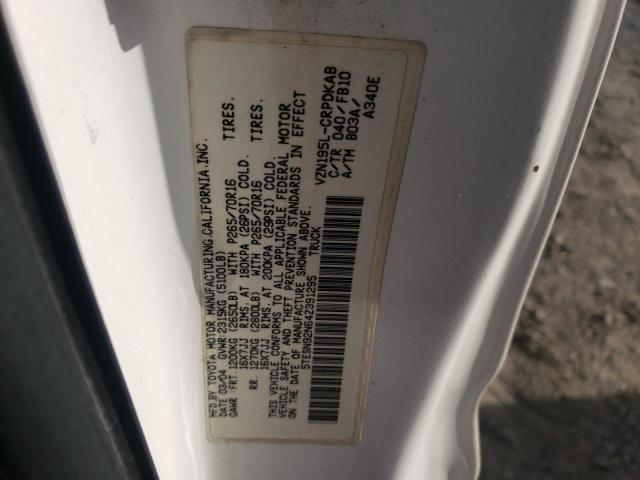 MFD.BY TOYOTA MOTOR MANUFACTURING, CALIFORNIA, INC.
DATE 03/04 GVWR 2315KG (5100LB)
GAWR: FRT. 1200KG (2650LB) WITH P265/70R16 TIRES,
16X7JJ RIMS, AT 180KPA (26PSI) COLD.
RR. 1270KG (2800LB) WITH P265/70R16 TIRES,
16X7JJ RIMS, AT 200KPA (29PSI) COLD.
THIS VEHICLE CONFORMS TO ALL APPLICABLE FEDERAL MOTOR
VEHICLE SAFETY AND THEFT PREVENTION STANDARDS IN EFFECT
ON THE DATE OF MANUFACTURE SHOWN ABOVE.
5TESN92N64Z391295 TRUCK
VZN195L-CRPDKAB
C/TR 040/FB10
A/TM B03A/
A340E